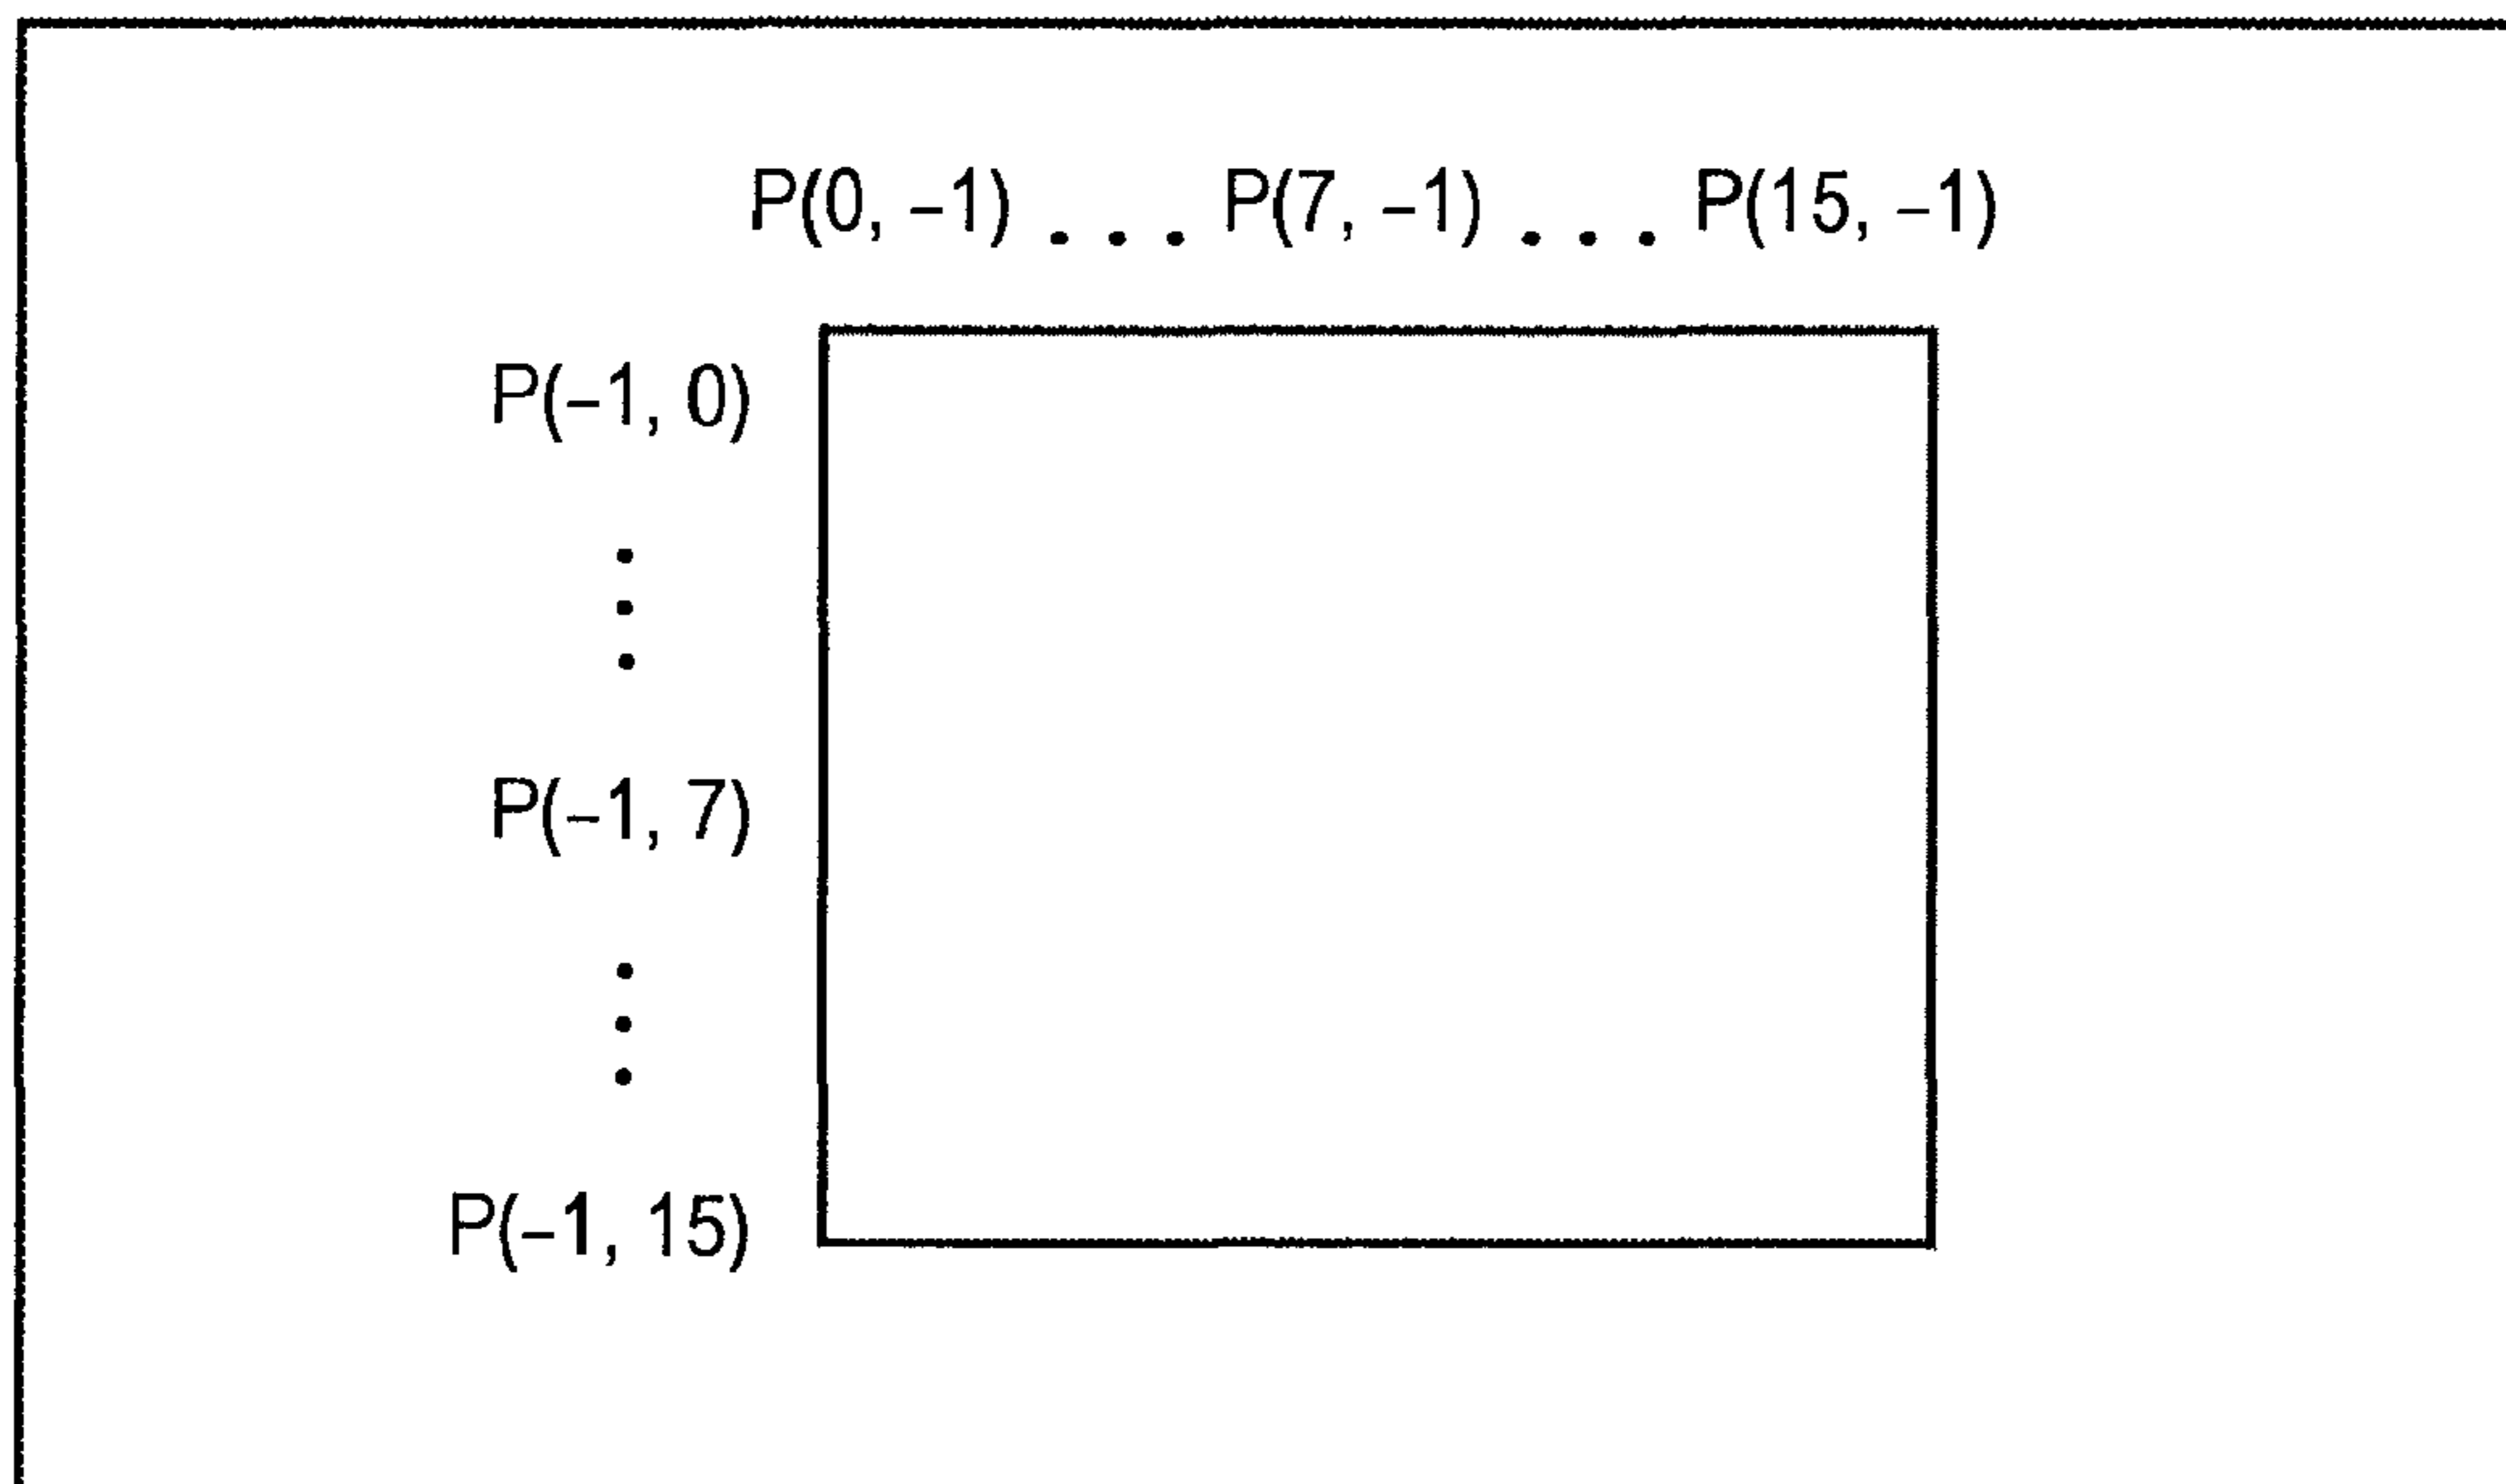 P(0, –1) . . . P(7, –1) . . . P(15, –1)
P(–1, 0)
.
.
.
P(–1, 7)
.
.
.
P(–1, 15)